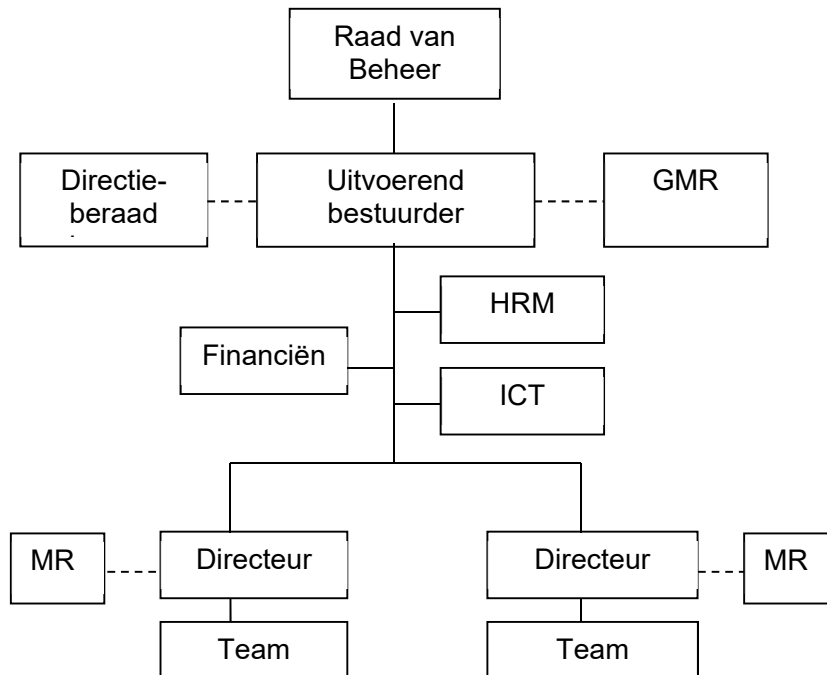 Raad van
Beheer
Directie-
beraad
Uitvoerend
bestuurder
GMR
HRM
Financiën
ICT
MR
Directeur
Directeur
MR
Team
Team